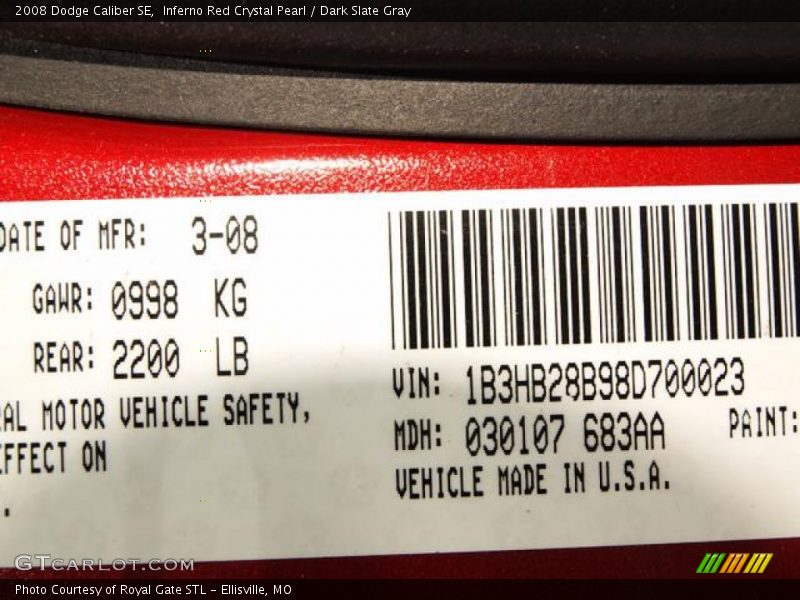 2008 Dodge Caliber SE,  Inferno Red Crystal Pearl / Dark Slate Gray
DATE OF MFR: 3-08
GAWR: 0998 KG
REAR: 2200 LB
MOTOR VEHICLE SAFETY,
EFFECT ON
.
VIN: 1B3HB28B98D700023
MDH: 030107 683AA PAINT:
VEHICLE MADE IN U.S.A.
GTCARLOT.COM
Photo Courtesy of Royal Gate STL - Ellisville, MO